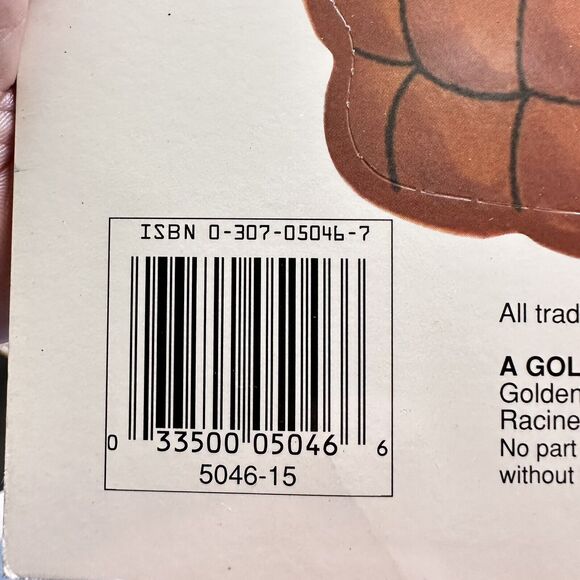 ISBN 0-307-05046-7
0 33500 05046 6
5046-15
All trad
A GOL
Golden
Racine
No part
without